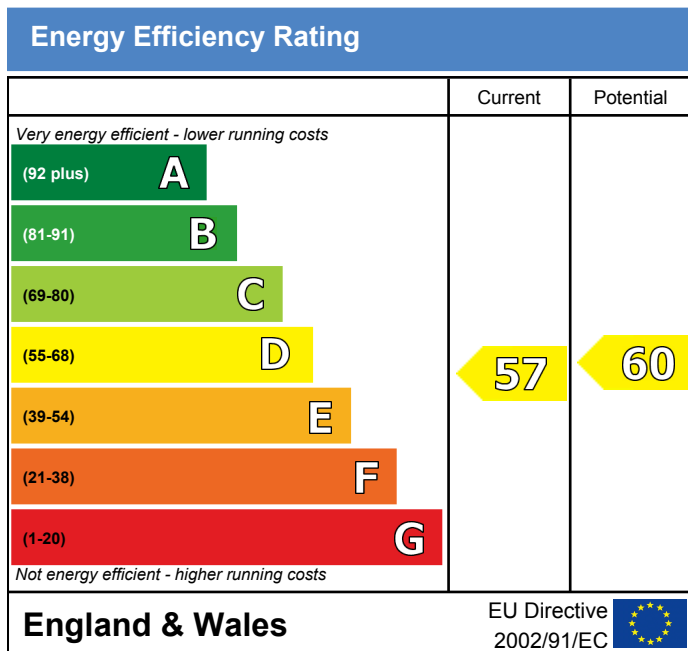 Energy Efficiency Rating
Current Potential
Very energy efficient - lower running costs
(92 plus) A
(81-91) B
(69-80) C
(55-68) D
57 60
(39-54) E
(21-38) F
(1-20) G
Not energy efficient - higher running costs
England & Wales
EU Directive
2002/91/EC